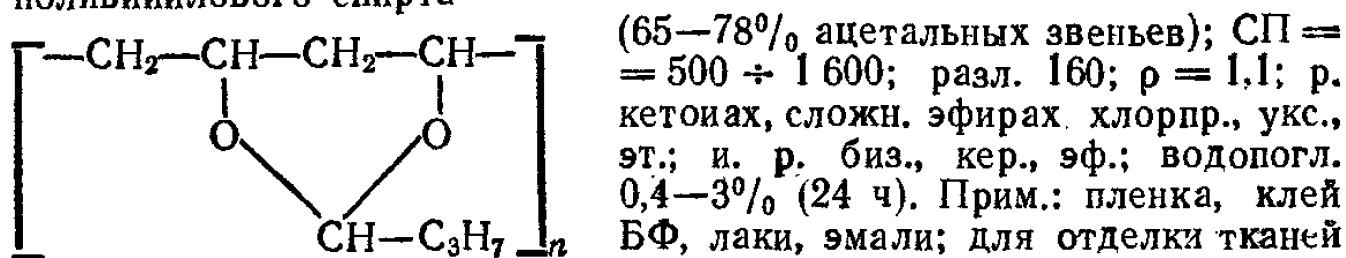 поливинилового спирта
[—CH₂—CH—CH₂—CH—]
O O
CH—C₃H₇ n
(65—78% ацетальных звеньев); СП =
= 500 ÷ 1 600; разл. 160; ρ = 1,1; р.
кетоиах, сложн. эфирах. хлорпр., укс.,
эт.; и. р. биз., кер., эф.; водопогл.
0,4—3% (24 ч). Прим.: пленка, клей
БФ, лаки, эмали; для отделки тканей